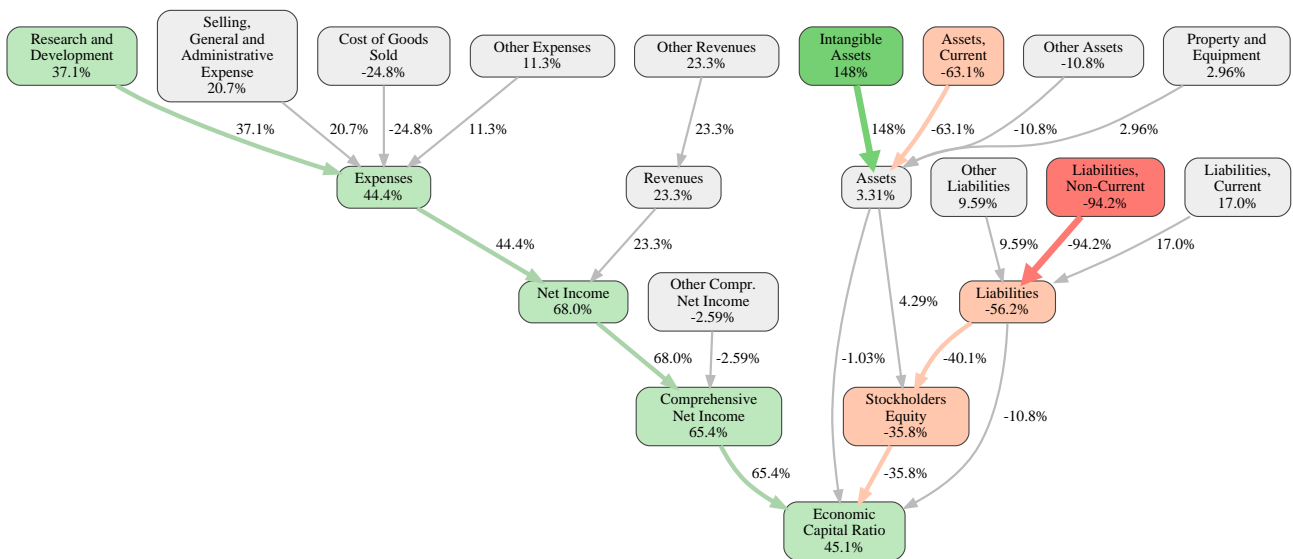 Research and
Development
37.1%
Selling,
General and
Administrative
Expense
20.7%
Cost of Goods
Sold
-24.8%
Other Expenses
11.3%
Other Revenues
23.3%
Intangible
Assets
148%
Assets,
Current
-63.1%
Other Assets
-10.8%
Property and
Equipment
2.96%
37.1%
20.7%
-24.8%
11.3%
23.3%
148%
-63.1%
-10.8%
2.96%
Expenses
44.4%
Revenues
23.3%
Assets
3.31%
Other
Liabilities
9.59%
Liabilities,
Non-Current
-94.2%
Liabilities,
Current
17.0%
44.4%
23.3%
9.59%
-94.2%
17.0%
Net Income
68.0%
Other Compr.
Net Income
-2.59%
4.29%
Liabilities
-56.2%
68.0%
-2.59%
-1.03%
-40.1%
Comprehensive
Net Income
65.4%
Stockholders
Equity
-35.8%
-10.8%
65.4%
-35.8%
Economic
Capital Ratio
45.1%